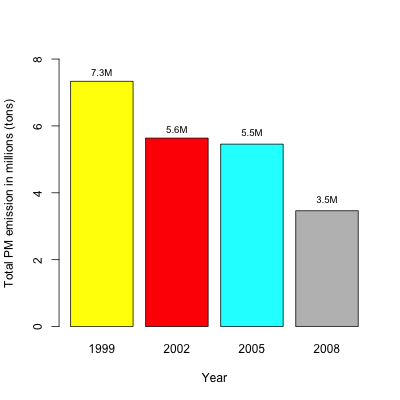 Total PM emission in millions (tons)
8
6
4
2
0
7.3M
5.6M
5.5M
3.5M
1999 2002 2005 2008
Year